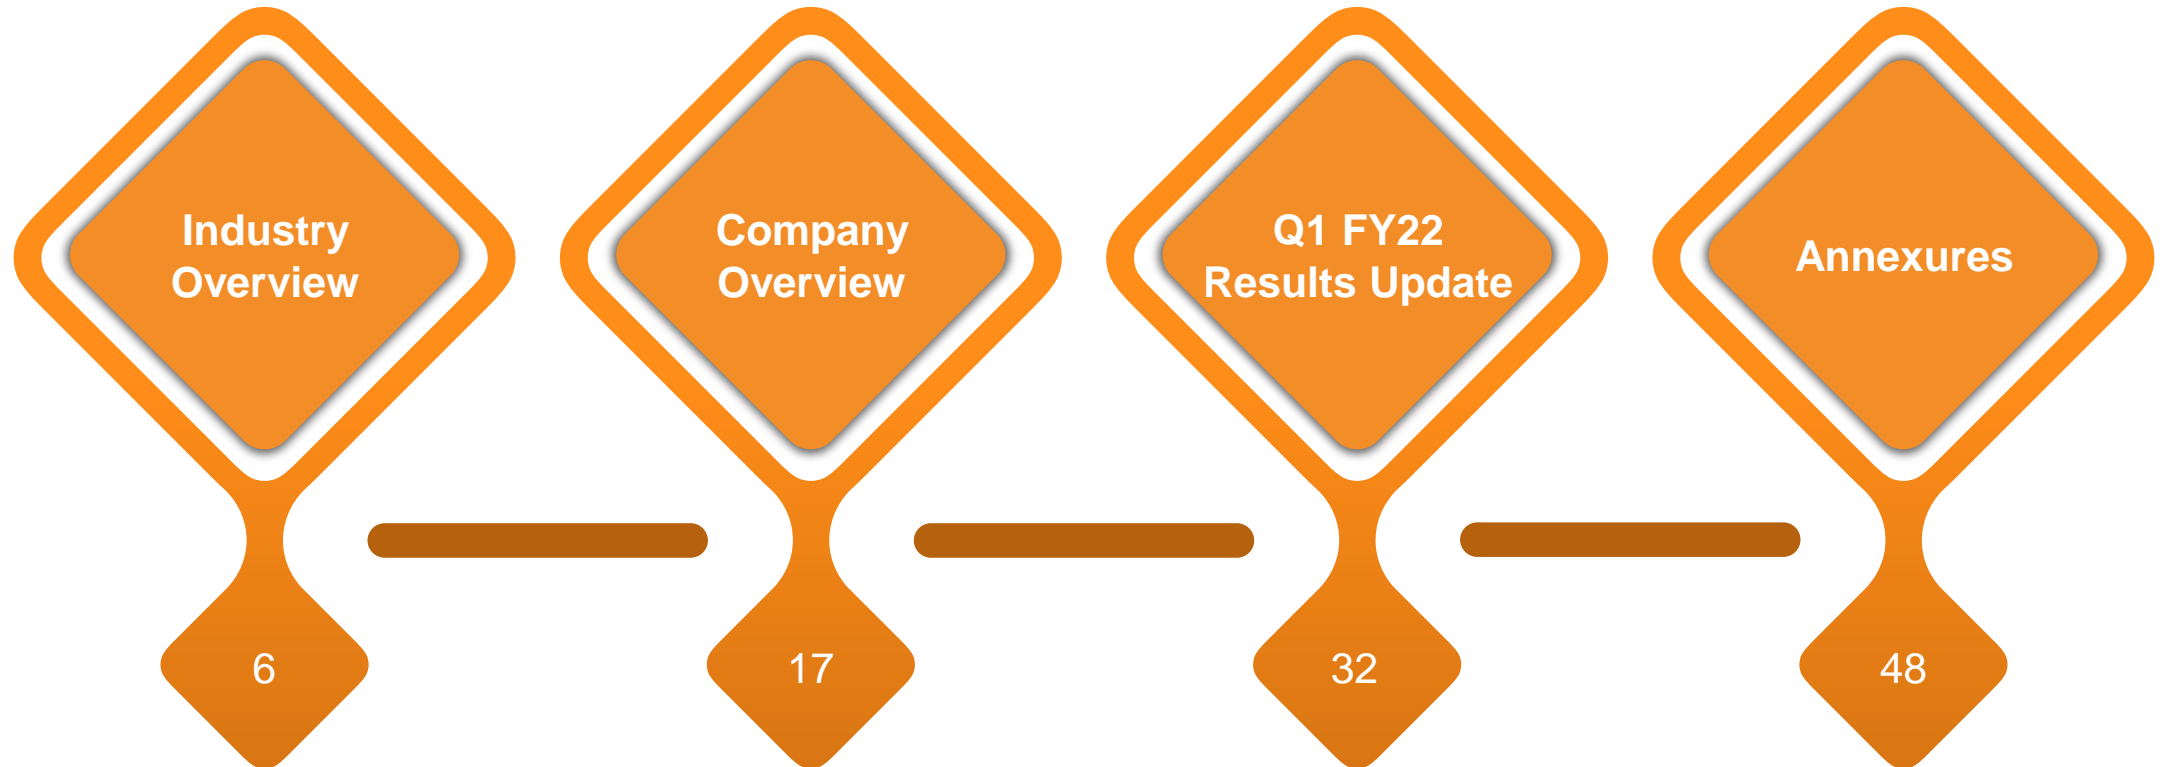 Industry
Overview
Company
Overview
Q1 FY22
Results Update
Annexures
6
17
32
48